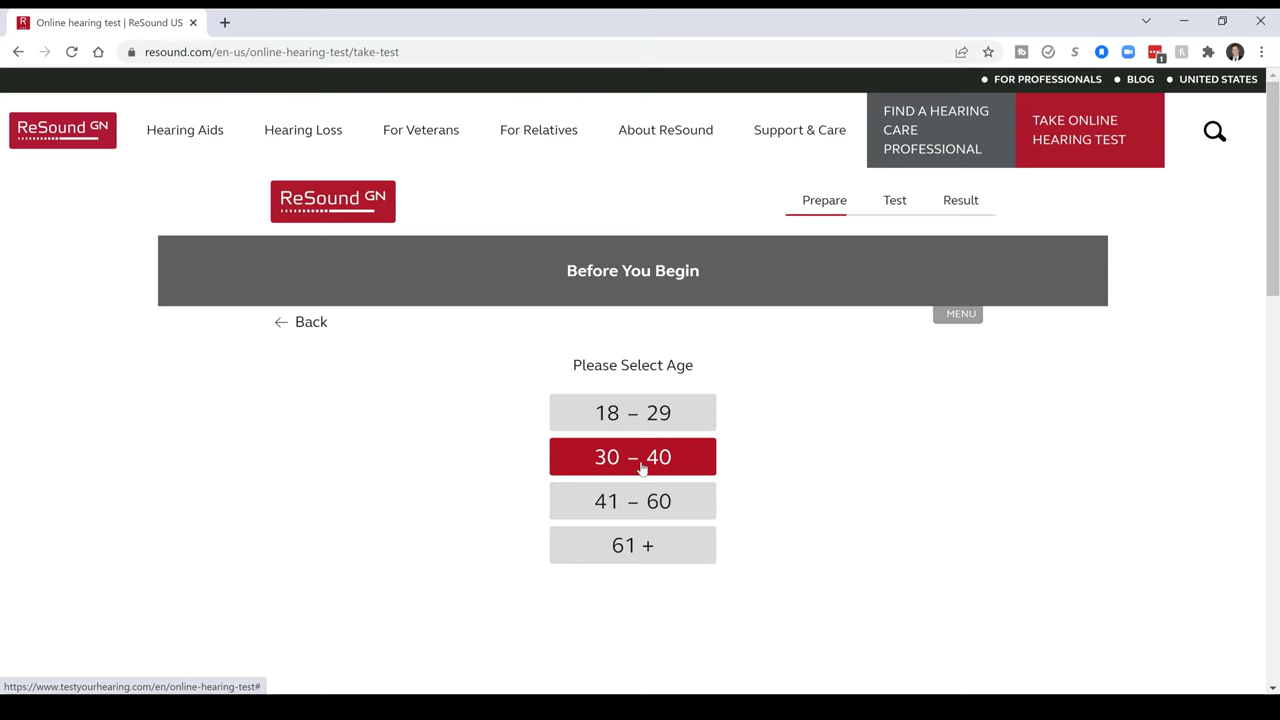 Online hearing test | ReSound US
resound.com/en-us/online-hearing-test/take-test
FOR PROFESSIONALS
BLOG
UNITED STATES
ReSound GN
Hearing Aids
Hearing Loss
For Veterans
For Relatives
About ReSound
Support & Care
FIND A HEARING
CARE
PROFESSIONAL
TAKE ONLINE
HEARING TEST
ReSound GN
Prepare
Test
Result
Before You Begin
Back
MENU
Please Select Age
18 – 29
30 – 40
41 – 60
61 +
https://www.testyourhearing.com/en/online-hearing-test#